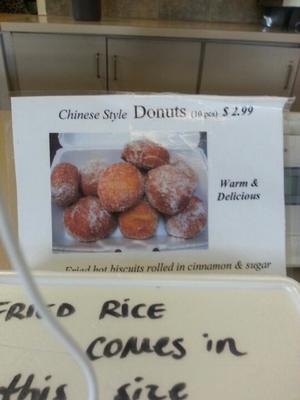 Chinese Style Donuts (10 pcs) $2.99
Warm &
Delicious
Fried hot biscuits rolled in cinnamon & sugar
FRIED RICE
comes in
this size